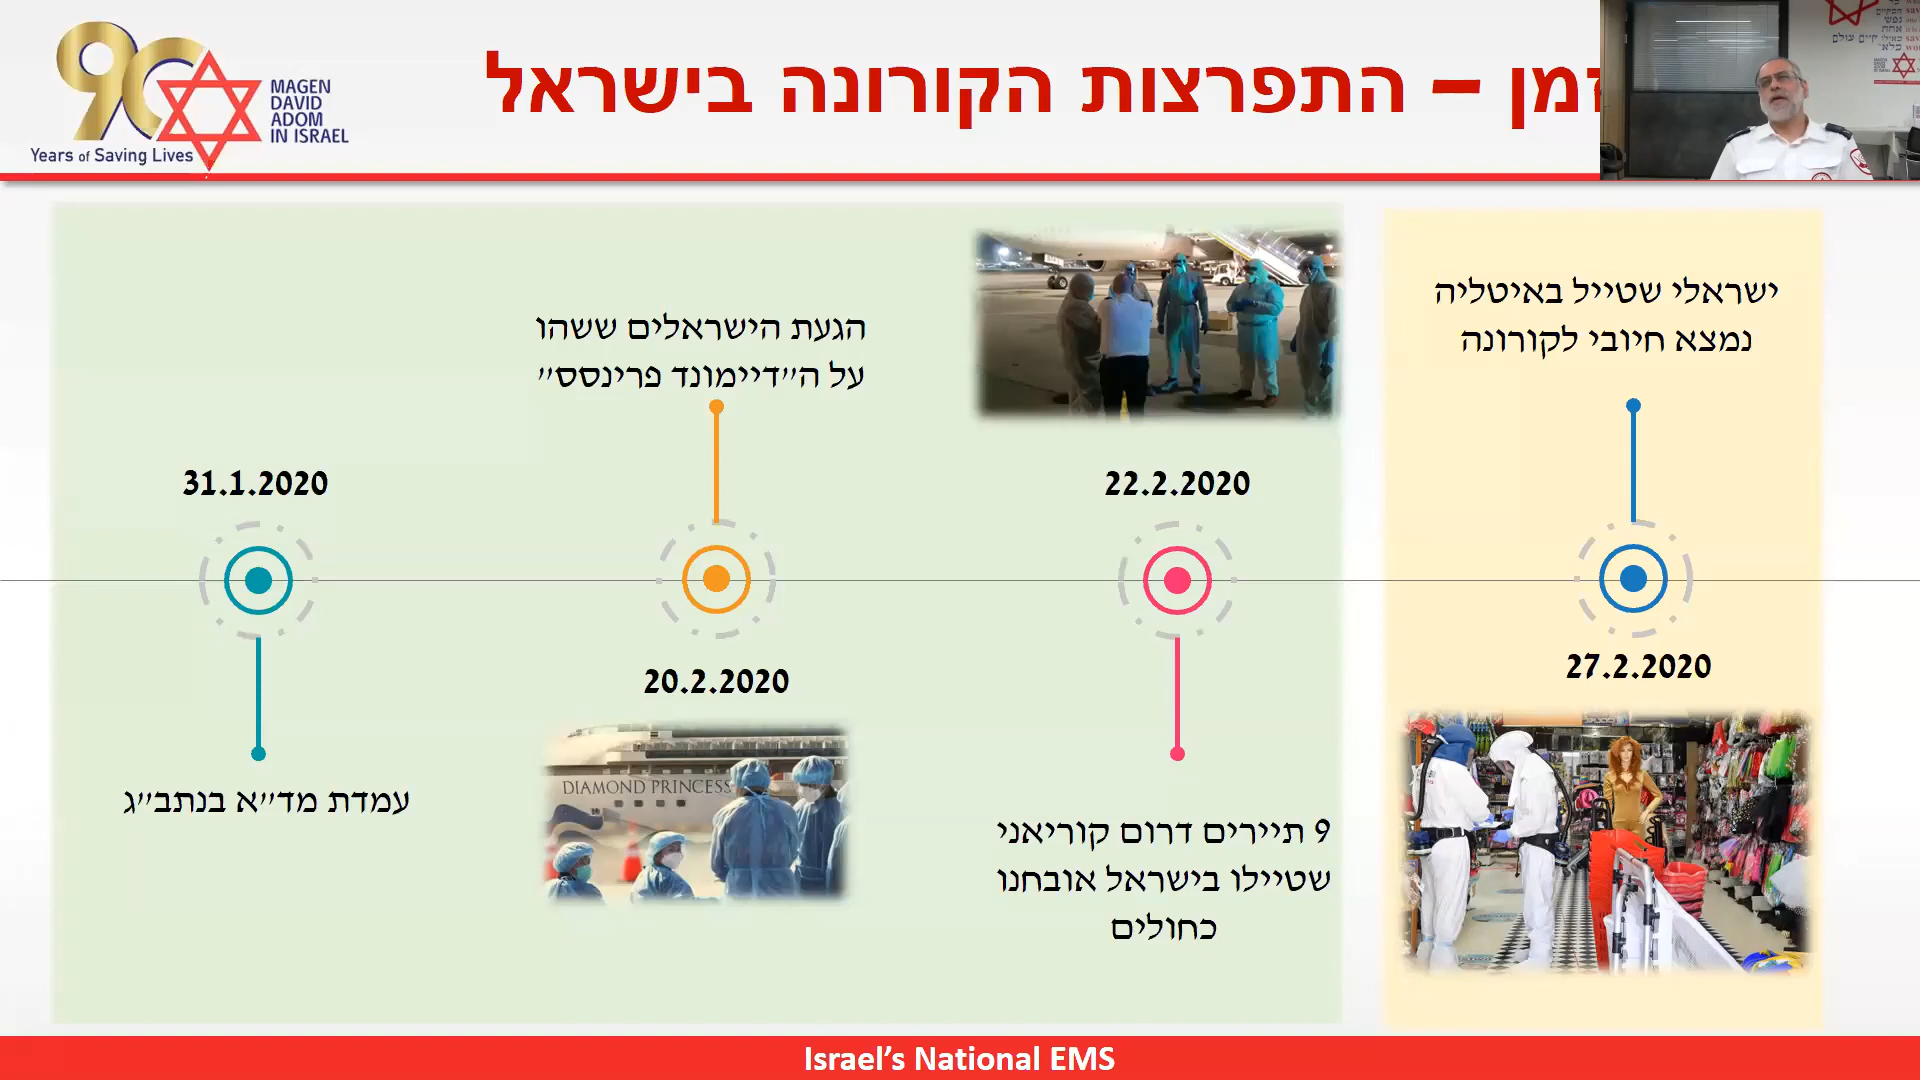 90
Years of Saving Lives
MAGEN
DAVID
ADOM
IN ISRAEL
זמן – התפרצות הקורונה בישראל
31.1.2020
עמדת מד״א בנתב״ג
הגעת הישראלים ששהו
על ה״דיימונד פרינסס״
20.2.2020
DIAMOND PRINCESS
22.2.2020
9 תיירים דרום קוריאני
שטיילו בישראל אובחנו
כחולים
ישראלי שטייל באיטליה
נמצא חיובי לקורונה
27.2.2020
Israel’s National EMS